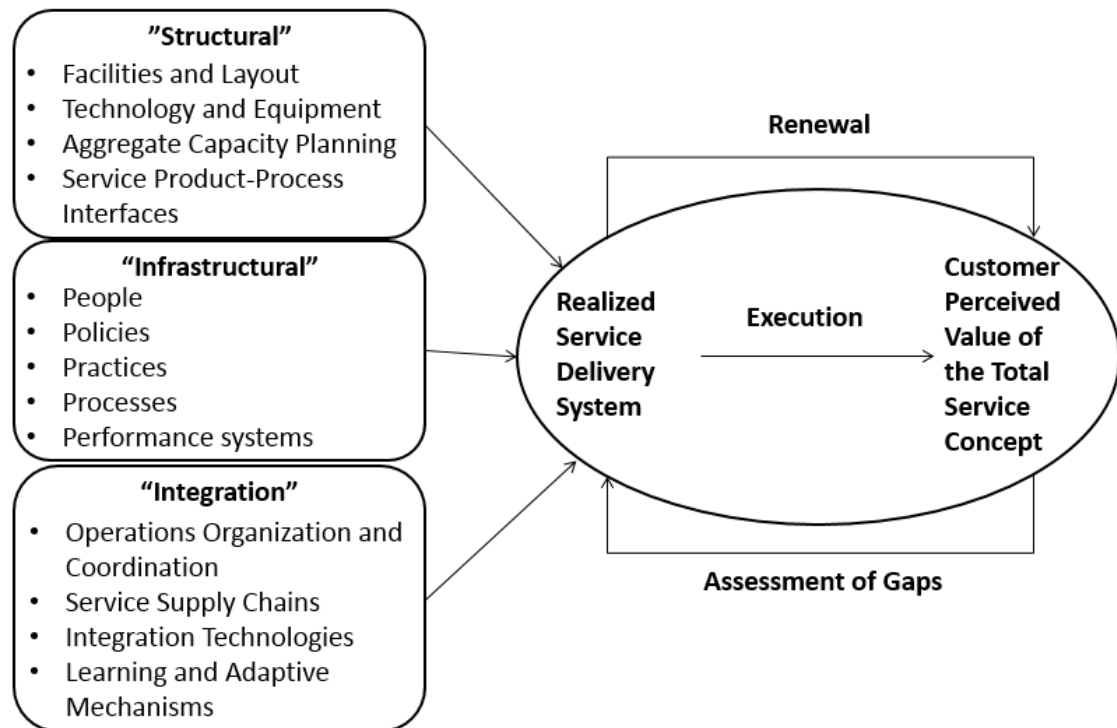 ”Structural”
• Facilities and Layout
• Technology and Equipment
• Aggregate Capacity Planning
• Service Product-Process
Interfaces
“Infrastructural”
• People
• Policies
• Practices
• Processes
• Performance systems
“Integration”
• Operations Organization and
Coordination
• Service Supply Chains
• Integration Technologies
• Learning and Adaptive
Mechanisms
Renewal
Realized
Service
Delivery
System
Execution
Customer
Perceived
Value of
the Total
Service
Concept
Assessment of Gaps